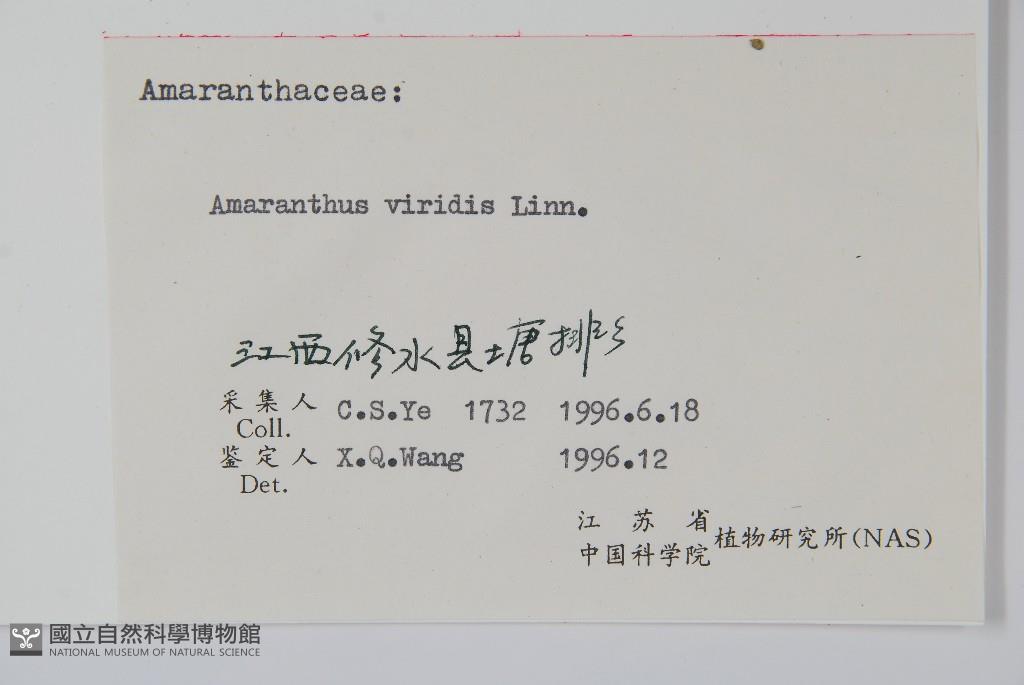 Amaranthaceae:
Amaranthus viridis Linn.
江西修水县塘排乡
采集人 C.S.Ye 1732 1996.6.18
Coll.
鉴定人 X.Q.Wang 1996.12
Det.
江苏省
中国科学院 植物研究所(NAS)
國立自然科學博物館
NATIONAL MUSEUM OF NATURAL SCIENCE